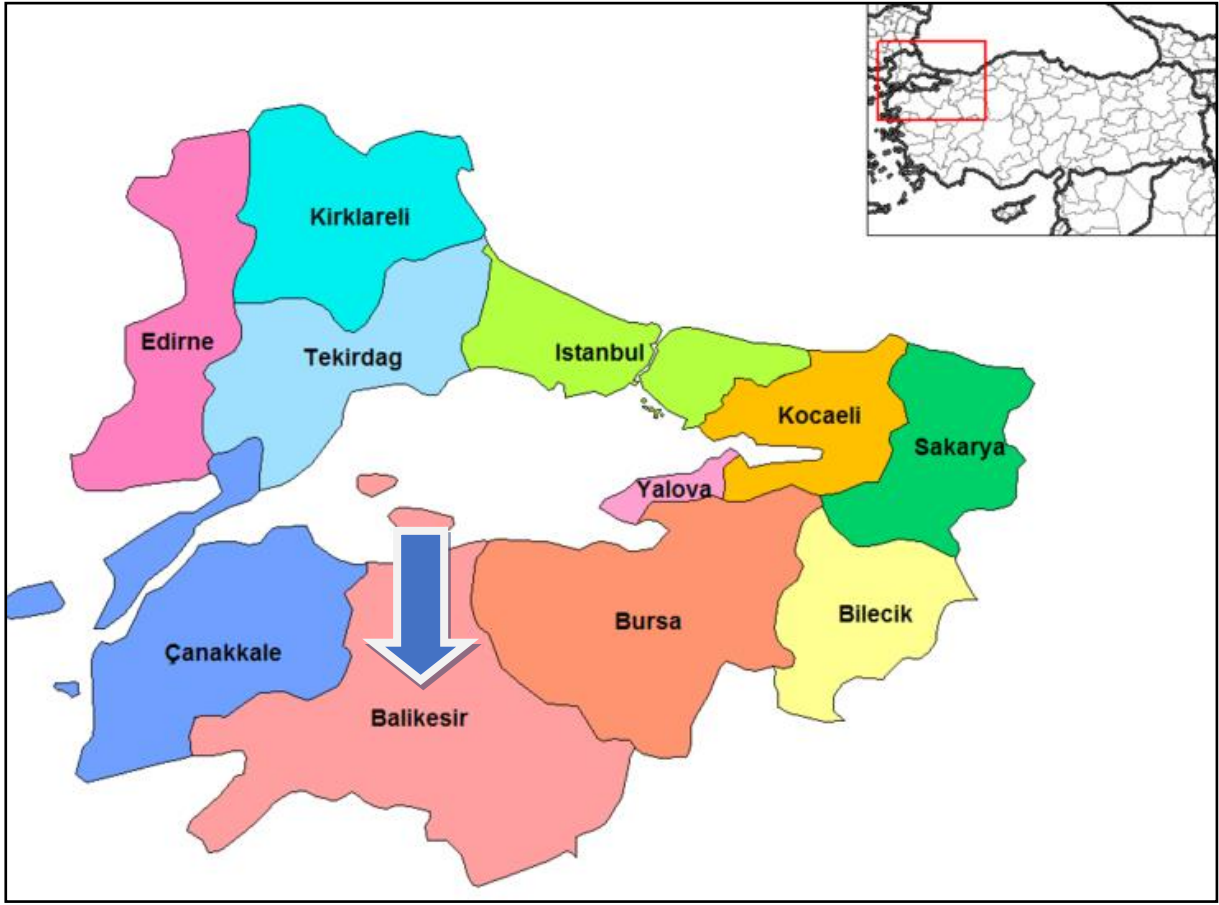 Kirklareli
Edirne
Tekirdag
Istanbul
Kocaeli
Sakarya
Yalova
Bursa
Bilecik
Çanakkale
Balikesir